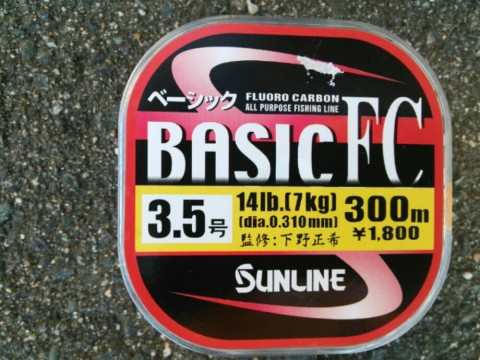 ベーシック FLUORO CARBON
ALL PURPOSE FISHING LINE
BASIC FC
3.5号 14lb.(7kg) 300m
(dia.0.310mm) ¥1,800
監修:下野正希
SUNLINE